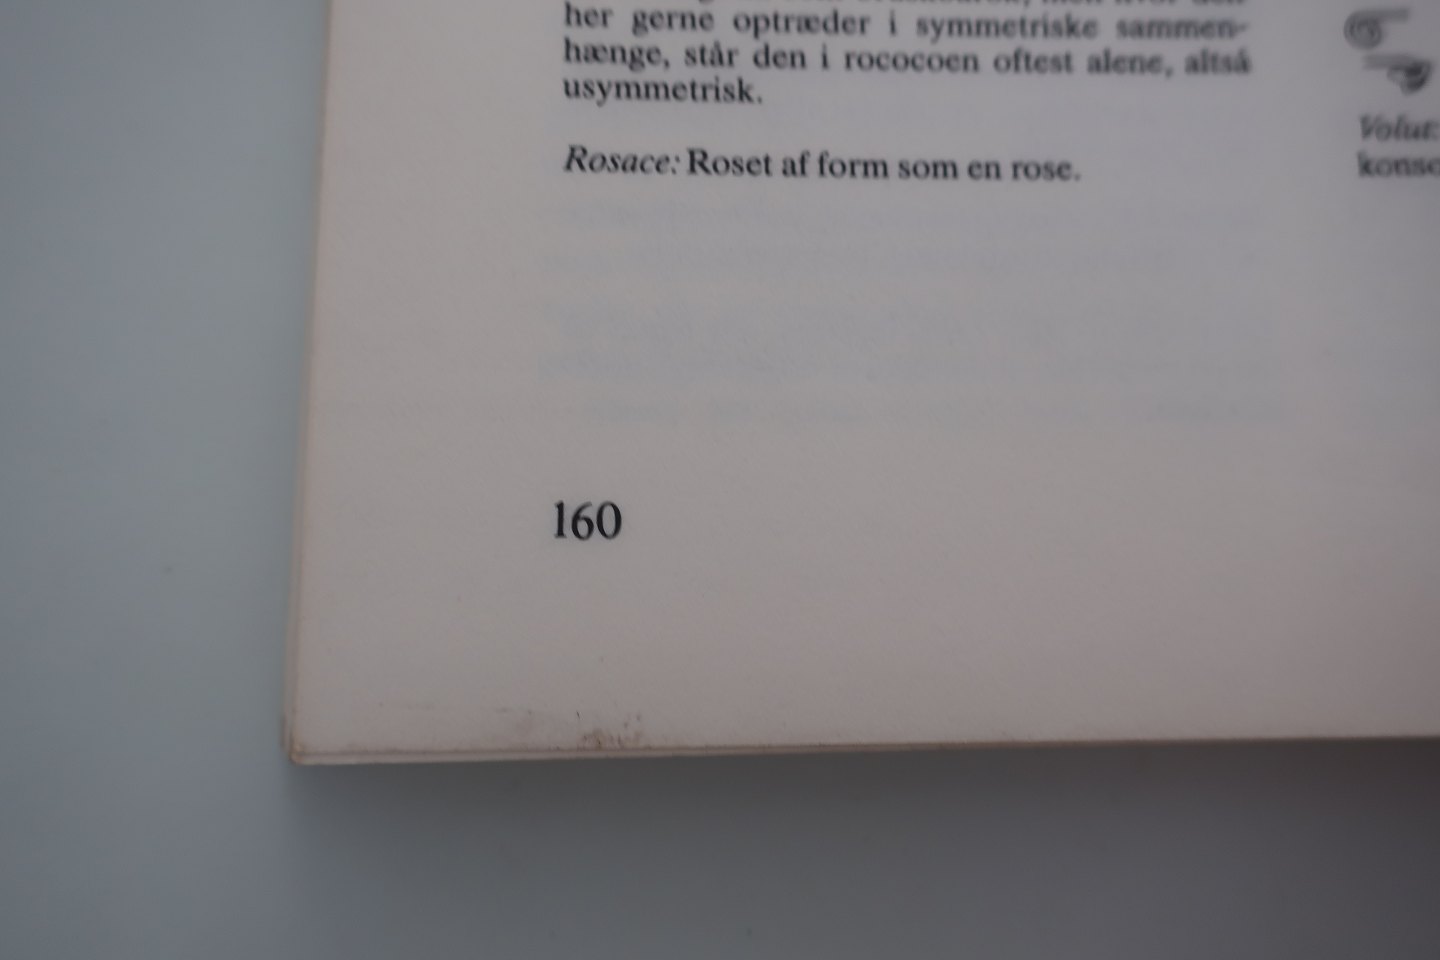 her gerne optræder i symmetriske sammen-
hænge, står den i rococoen oftest alene, altså
usymmetrisk.
Rosace: Roset af form som en rose.
160
Volut: